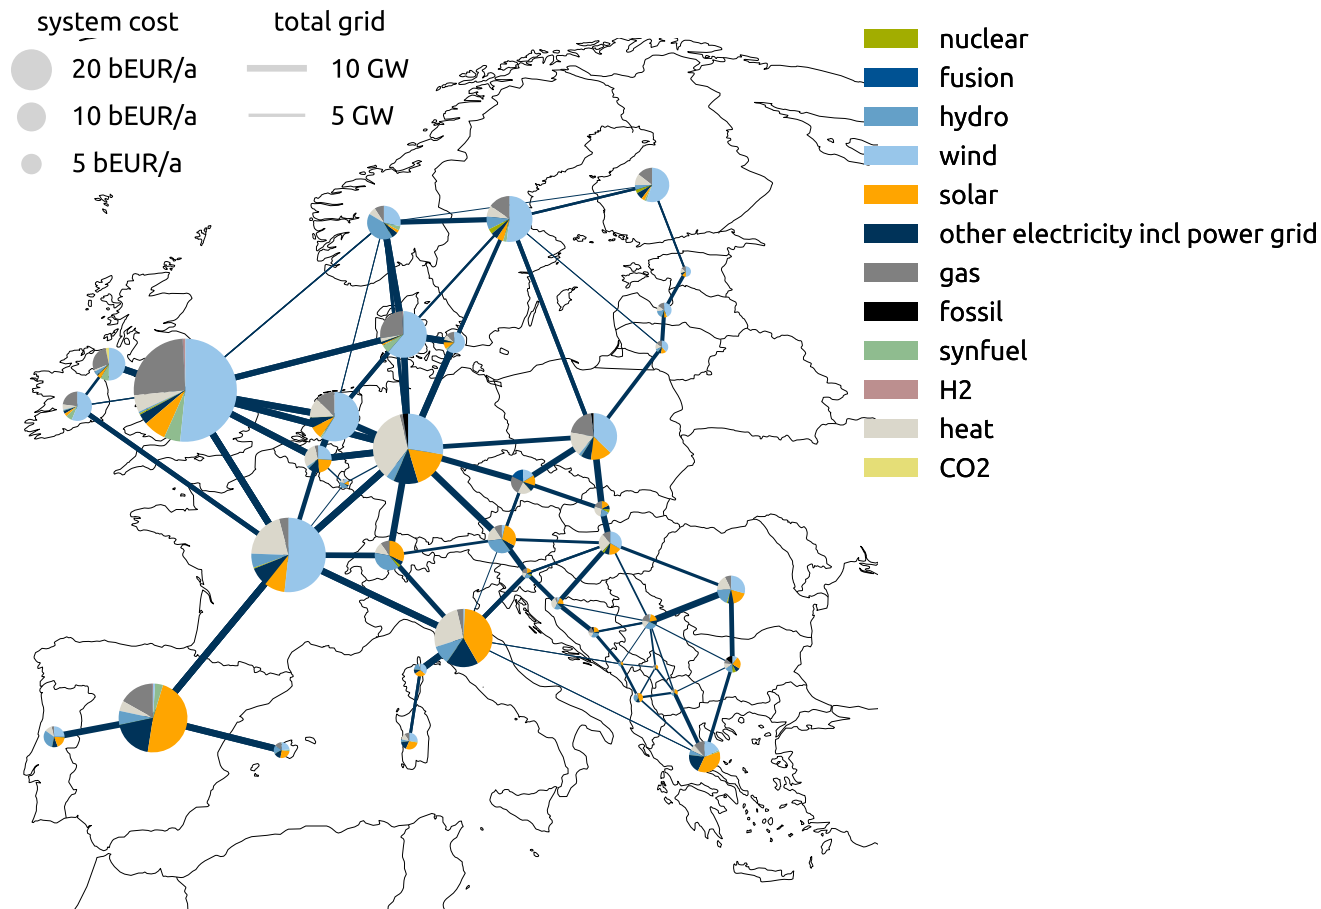 system cost
20 bEUR/a
10 bEUR/a
5 bEUR/a
total grid
10 GW
5 GW
nuclear
fusion
hydro
wind
solar
other electricity incl power grid
gas
fossil
synfuel
H2
heat
CO2